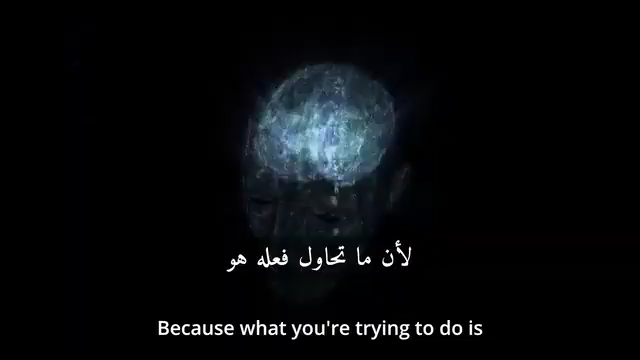 لأن ما تحاول فعله هو
Because what you're trying to do is